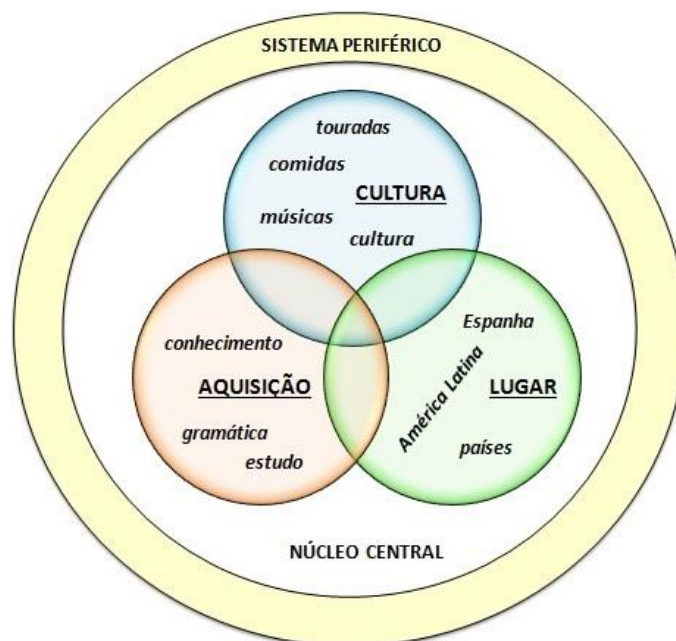 SISTEMA PERIFÉRICO
touradas
comidas
CULTURA
músicas
cultura
conhecimento
AQUISIÇÃO
gramática
estudo
Espanha
América Latina
LUGAR
países
NÚCLEO CENTRAL